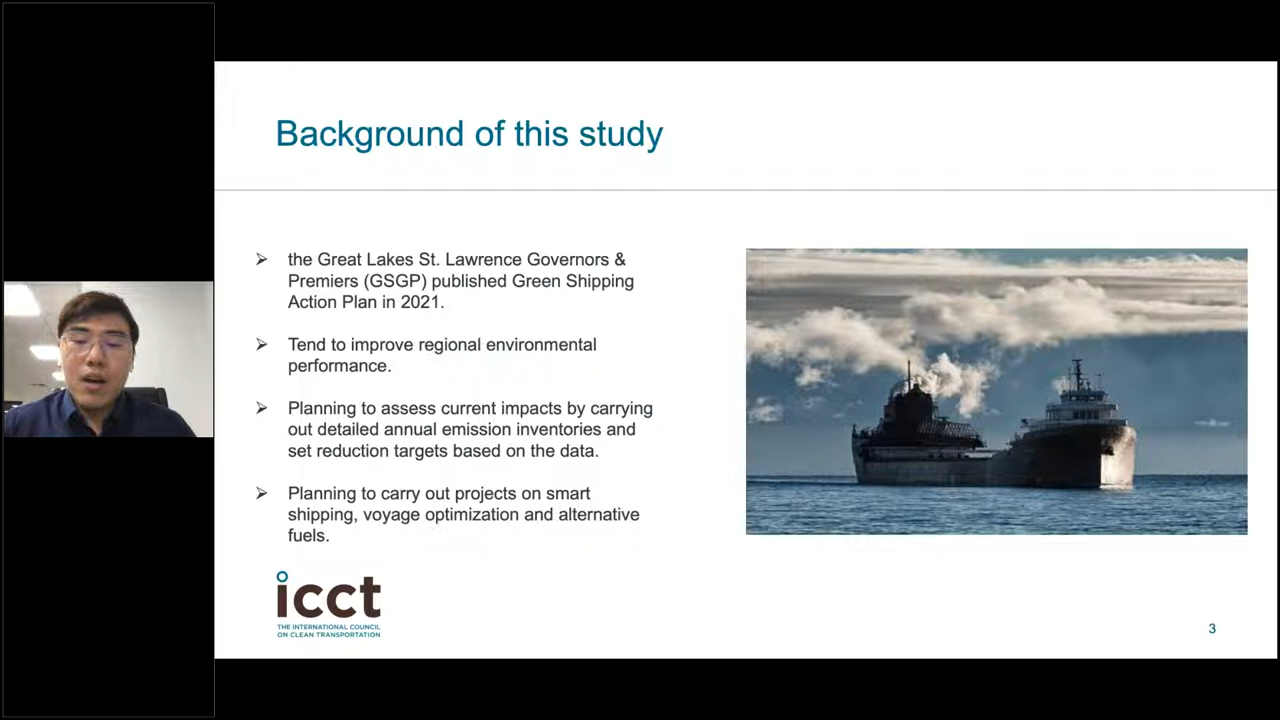 Background of this study
the Great Lakes St. Lawrence Governors &
Premiers (GSGP) published Green Shipping
Action Plan in 2021.
Tend to improve regional environmental
performance.
Planning to assess current impacts by carrying
out detailed annual emission inventories and
set reduction targets based on the data.
Planning to carry out projects on smart
shipping, voyage optimization and alternative
fuels.
icct
THE INTERNATIONAL COUNCIL
ON CLEAN TRANSPORTATION
3